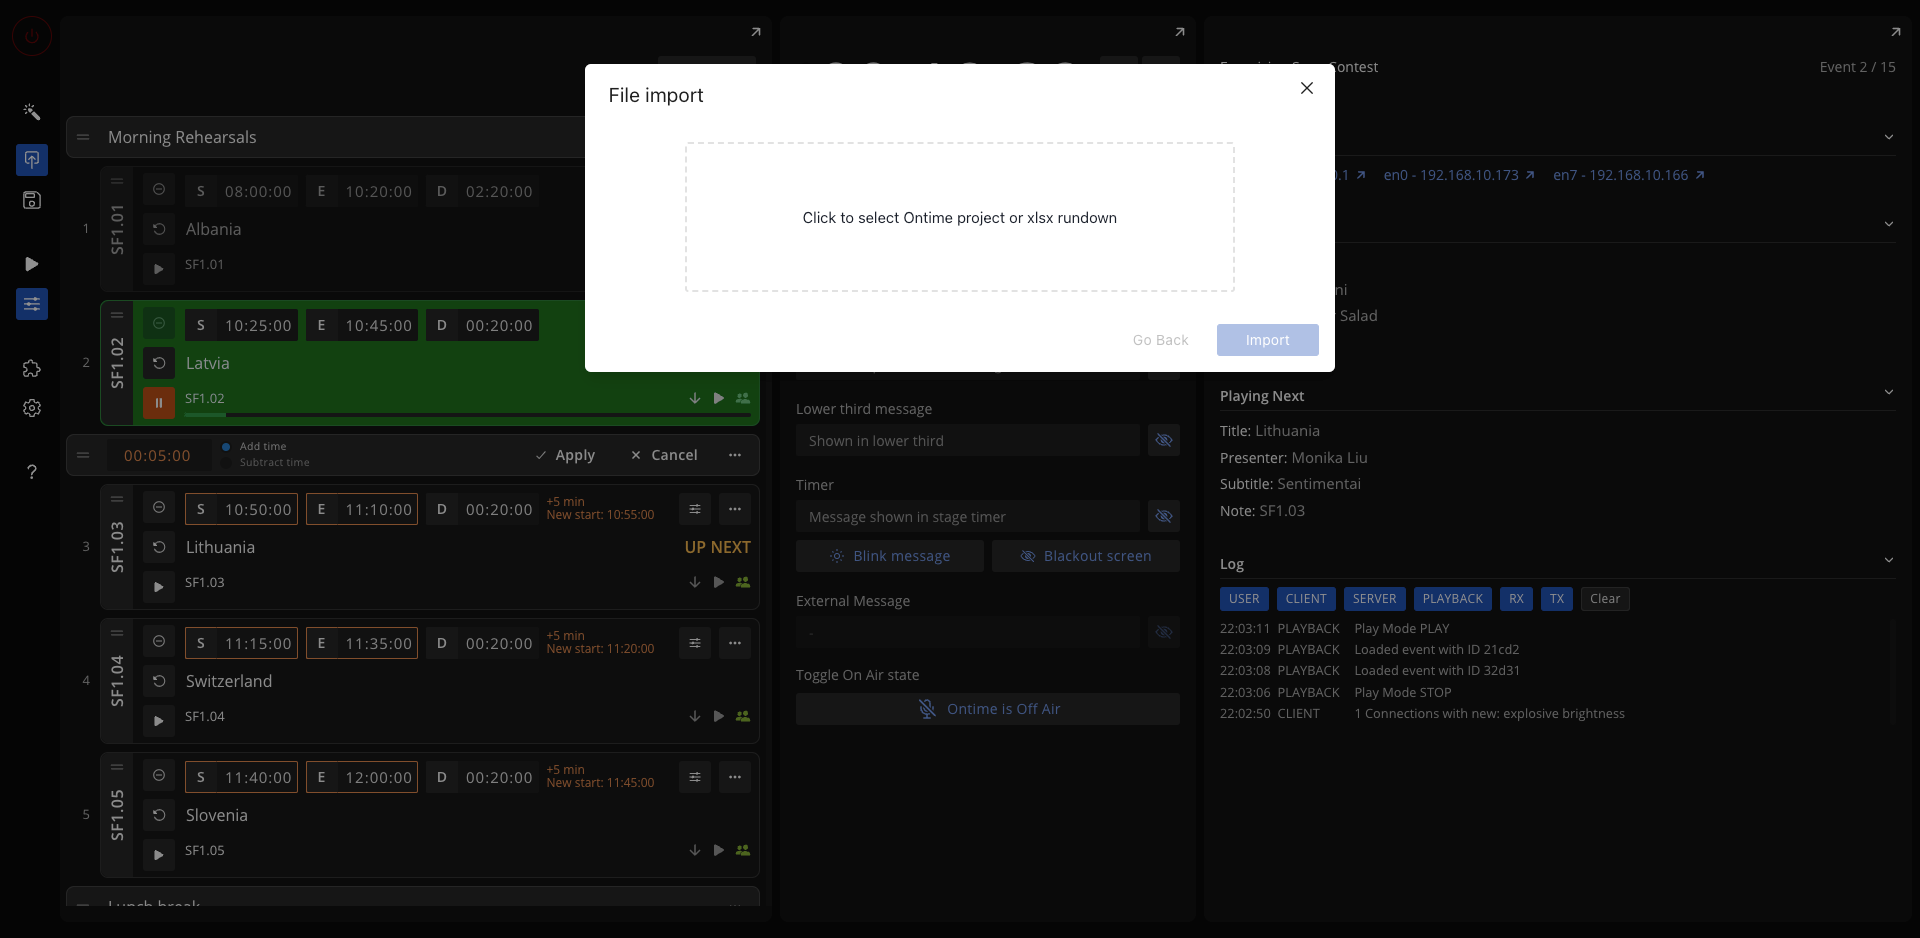 File import
Click to select Ontime project or xlsx rundown
Go Back
Import
Morning Rehearsals
1
SF1.01
S 08:00:00 E 10:20:00 D 02:20:00
Albania
SF1.01
2
SF1.02
S 10:25:00 E 10:45:00 D 00:20:00
Latvia
SF1.02
00:05:00
Add time
Subtract time
Apply
Cancel
3
SF1.03
S 10:50:00 E 11:10:00 D 00:20:00
+5 min
New start: 10:55:00
Lithuania
UP NEXT
SF1.03
4
SF1.04
S 11:15:00 E 11:35:00 D 00:20:00
+5 min
New start: 11:20:00
Switzerland
SF1.04
5
SF1.05
S 11:40:00 E 12:00:00 D 00:20:00
+5 min
New start: 11:45:00
Slovenia
SF1.05
Lunch break
Lower third message
Shown in lower third
Timer
Message shown in stage timer
Blink message
Blackout screen
External Message
-
Toggle On Air state
Ontime is Off Air
Contest
Event 2 / 15
0.1 en0 - 192.168.10.173 en7 - 192.168.10.166
ni
Salad
Playing Next
Title: Lithuania
Presenter: Monika Liu
Subtitle: Sentimentai
Note: SF1.03
Log
USER CLIENT SERVER PLAYBACK RX TX Clear
22:03:11 PLAYBACK Play Mode PLAY
22:03:09 PLAYBACK Loaded event with ID 21cd2
22:03:08 PLAYBACK Loaded event with ID 32d31
22:03:06 PLAYBACK Play Mode STOP
22:02:50 CLIENT 1 Connections with new: explosive brightness